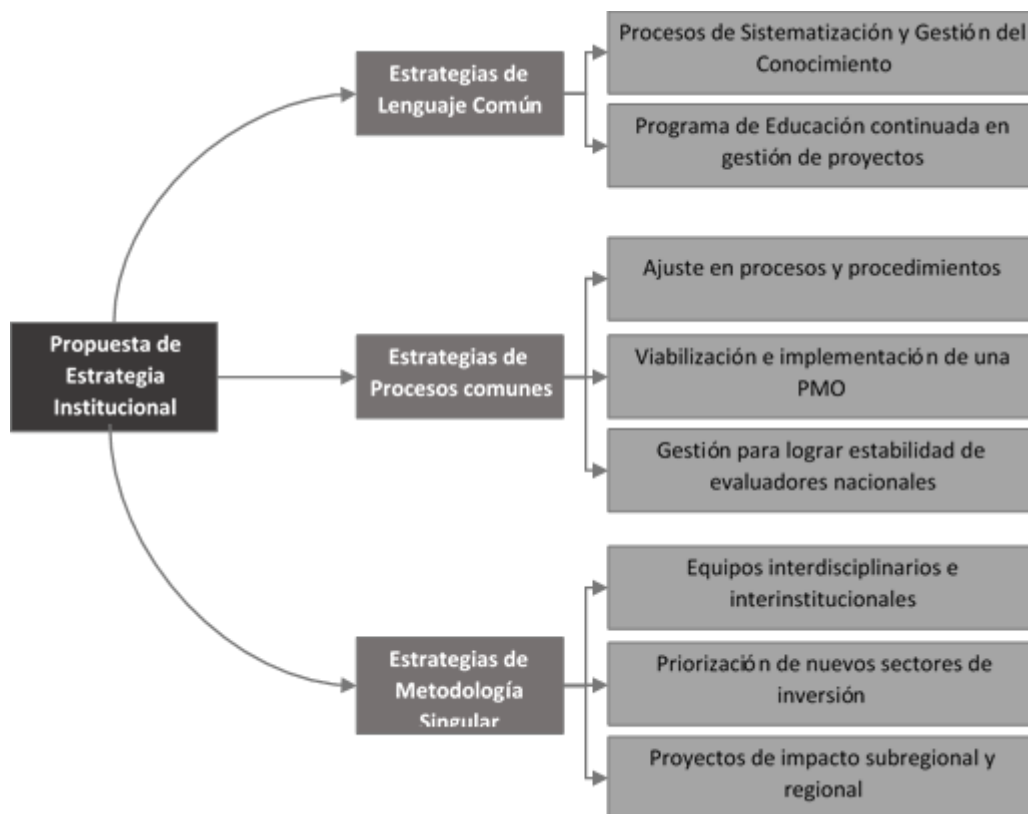 Propuesta de
Estrategia
Institucional
Estrategias de
Lenguaje Común
Procesos de Sistematización y Gestión del
Conocimiento
Programa de Educación continuada en
gestión de proyectos
Estrategias de
Procesos comunes
Ajuste en procesos y procedimientos
Viabilización e implementación de una
PMO
Gestión para lograr estabilidad de
evaluadores nacionales
Estrategias de
Metodología
Singular
Equipos interdisciplinarios e
interinstitucionales
Priorización de nuevos sectores de
inversión
Proyectos de impacto subregional y
regional